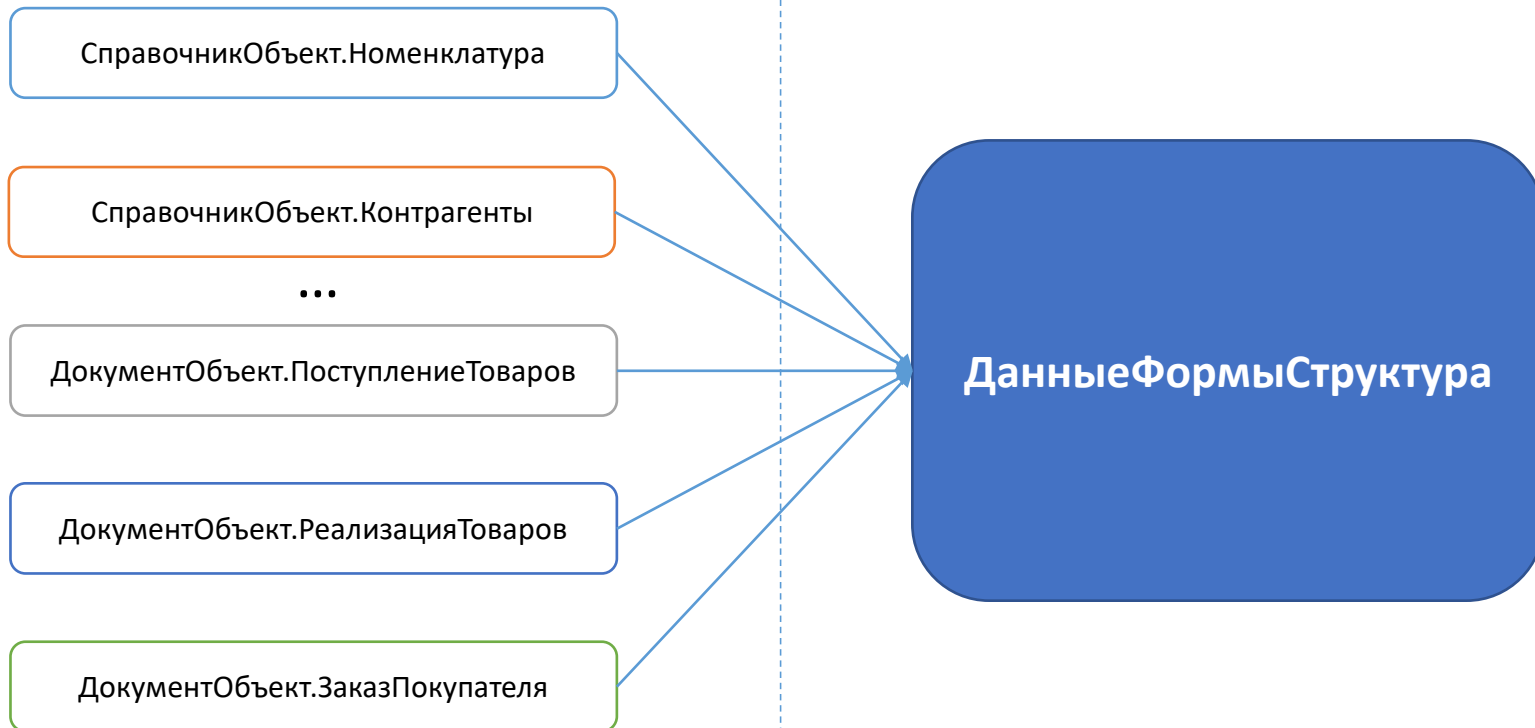 СправочникОбъект.Номенклатура
СправочникОбъект.Контрагенты
...
ДокументОбъект.ПоступлениеТоваров
ДокументОбъект.РеализацияТоваров
ДокументОбъект.ЗаказПокупателя
ДанныеФормыСтруктура